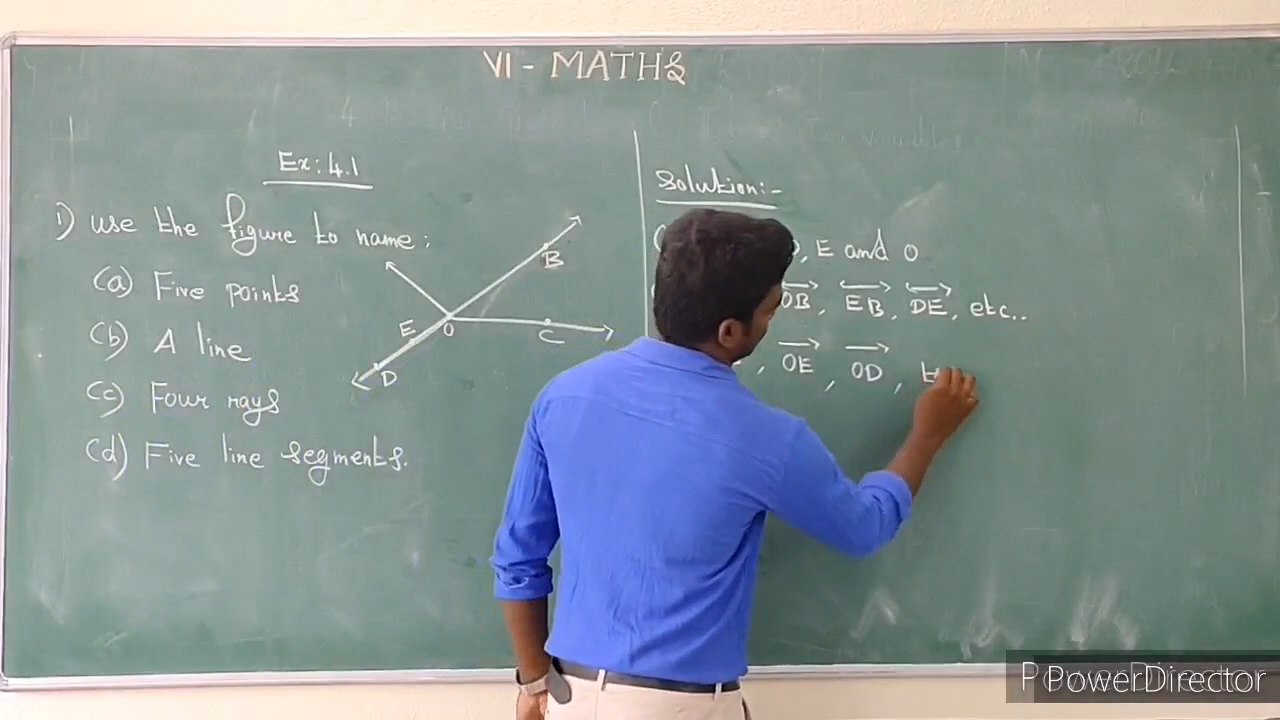 VI - MATHS
Ex: 4.1
1) use the figure to name:
(a) Five points
(b) A line
(c) Four rays
(d) Five line segments.
B
E
O
C
D
Solution:-
, E and O
OB, EB, DE, etc..
, OE, OD,
PowerDirector